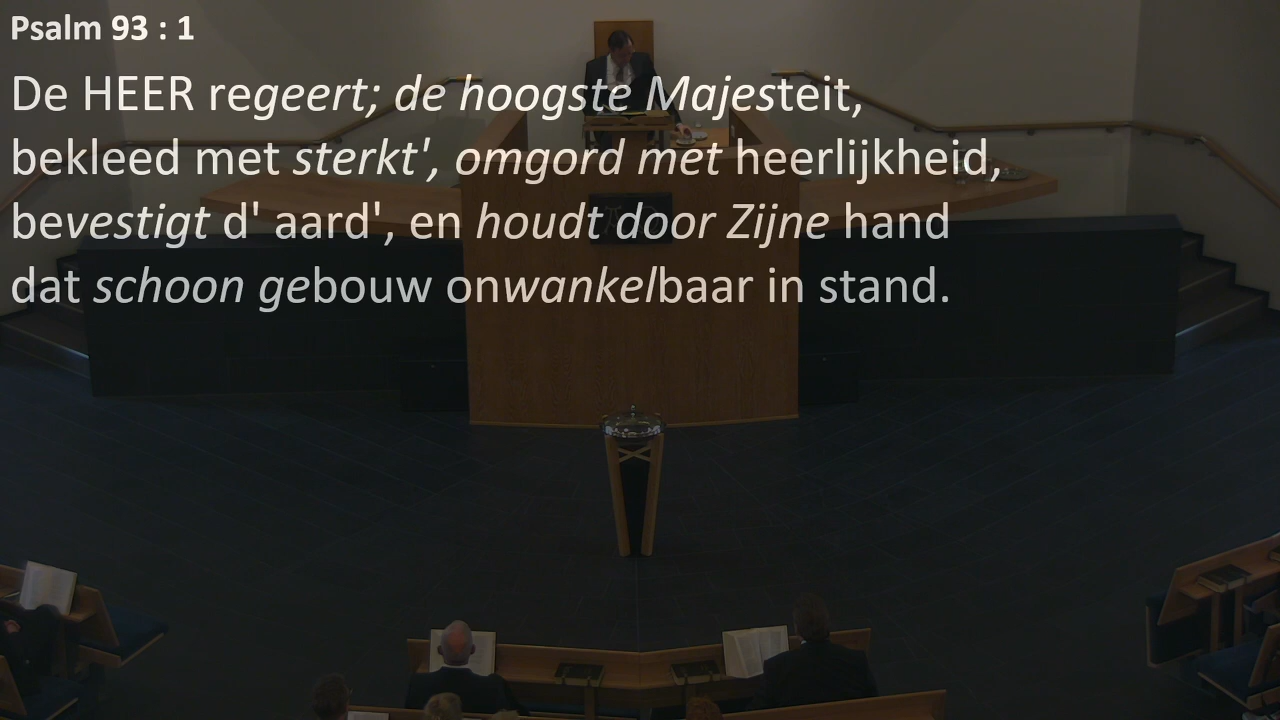 Psalm 93 : 1
De HEER regeert; de hoogste Majesteit,
bekleed met sterkt', omgord met heerlijkheid,
bevestigt d' aard', en houdt door Zijne hand
dat schoon gebouw onwankelbaar in stand.